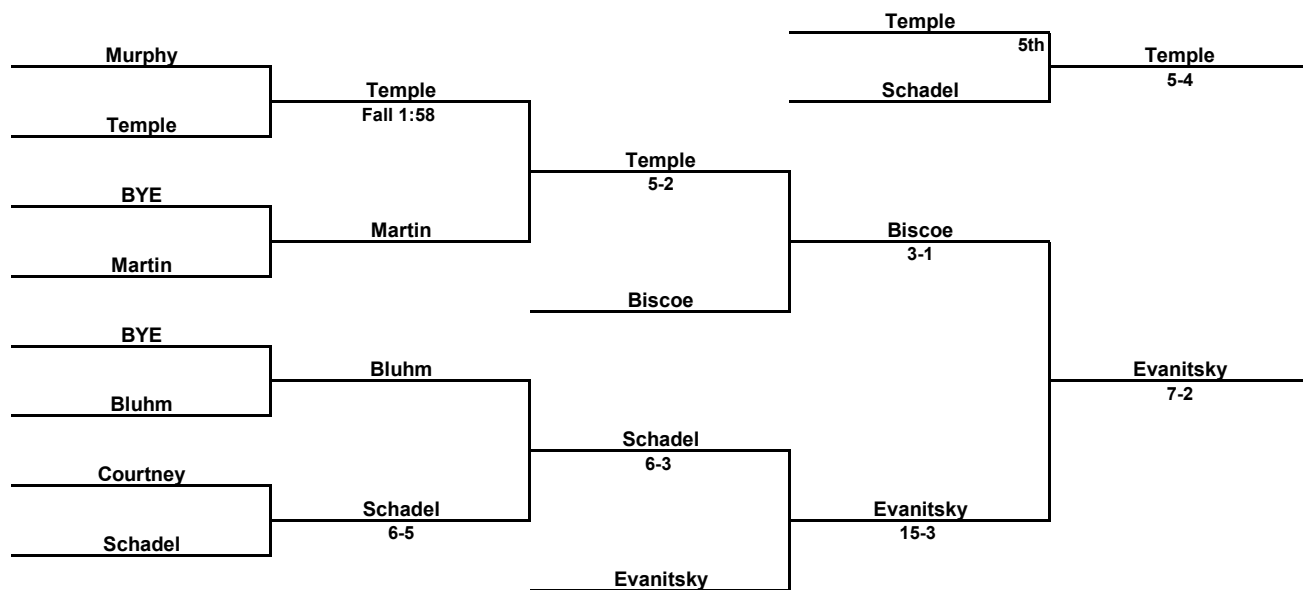 Temple
Murphy
5th
Temple
Temple
Schadel
5-4
Fall 1:58
Temple
Temple
5-2
BYE
Martin
Biscoe
3-1
Martin
Biscoe
BYE
Bluhm
Evanitsky
7-2
Bluhm
Schadel
6-3
Courtney
Schadel
Evanitsky
6-5
15-3
Schadel
Evanitsky